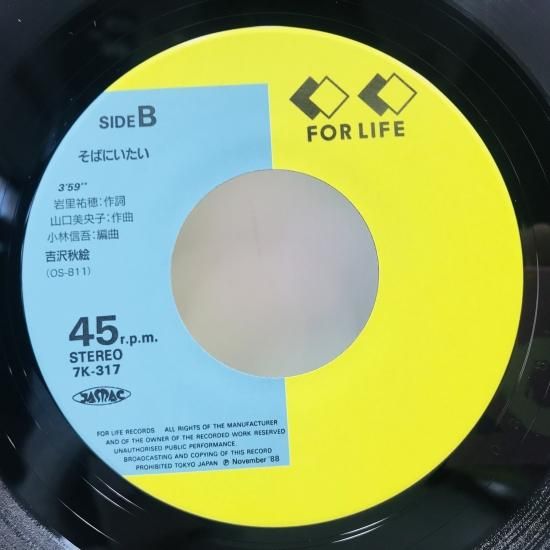 SIDE B
FOR LIFE
そばにいたい
3'59''
岩里祐穂:作詞
山口美央子:作曲
小林信吾:編曲
吉沢秋絵
(OS-811)
45 r.p.m.
STEREO
7K-317
JASRAC
FOR LIFE RECORDS ALL RIGHTS OF THE MANUFACTURER
AND OF THE OWNER OF THE RECORDED WORK RESERVED
UNAUTHORISED PUBLIC PERFORMANCE.
BROADCASTING AND COPYING OF THIS RECORD
PROHIBITED TOKYO JAPAN Ⓟ November '88